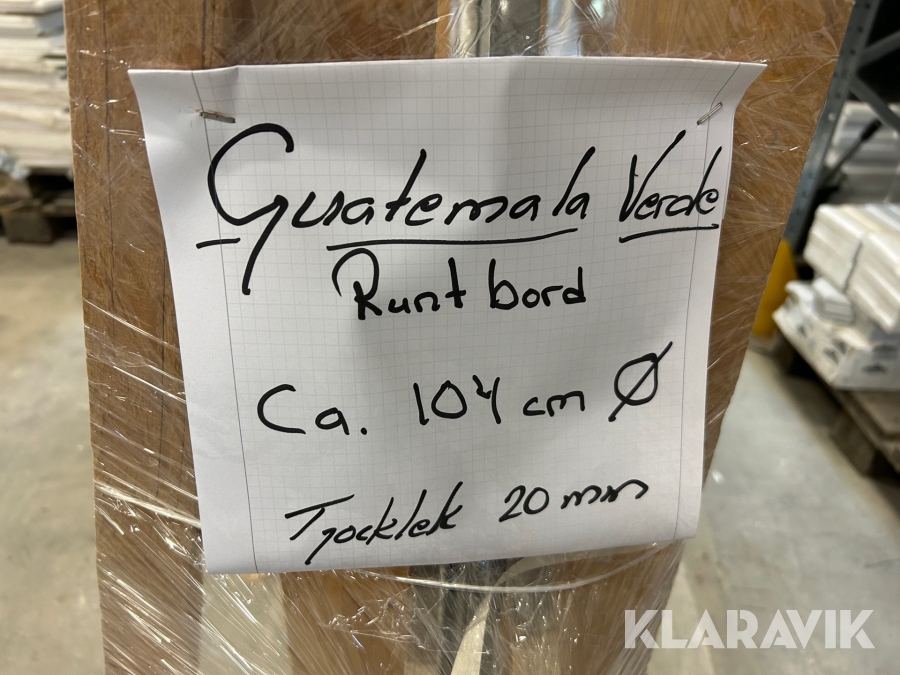 Guatemala Verde
Runt bord
Ca. 104 cm Ø
Tjocklek 20 mm
KLARAVIK